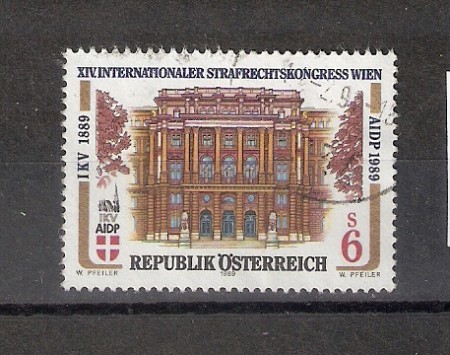 XIV. INTERNATIONALER STRAFRECHTSKONGRESS WIEN
IKV 1889
AIDP 1989
IKV
AIDP
S
6
REPUBLIK ÖSTERREICH
W. PFEILER
1989
W. PFEILER